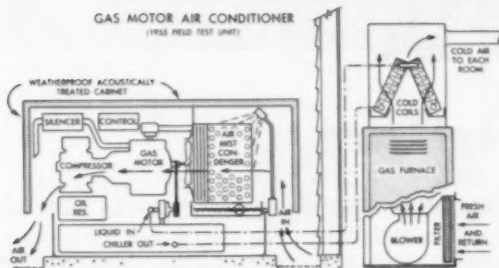 GAS MOTOR AIR CONDITIONER
(1955 FIELD TEST UNIT)
WEATHERPROOF ACOUSTICALLY
TREATED CABINET
SILENCER
CONTROL
COMPRESSOR
GAS
MOTOR
AIR
MIST
CON-
DENSER
OIL
RES.
LIQUID IN
CHILLER OUT
AIR
IN
AIR
OUT
COLD AIR
TO EACH
ROOM
COLD
COILS
GAS FURNACE
BLOWER
FILTER
FRESH
AIR
AND
RETURN